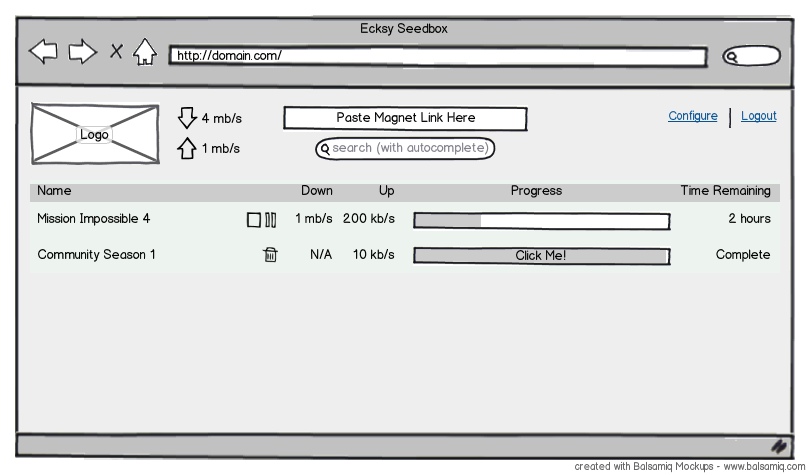 Ecksy Seedbox
http://domain.com/
Logo
4 mb/s
1 mb/s
Paste Magnet Link Here
search (with autocomplete)
Configure
Logout
Name Down Up Progress Time Remaining
Mission Impossible 4 1 mb/s 200 kb/s 2 hours
Community Season 1 N/A 10 kb/s Click Me! Complete
created with Balsamiq Mockups - www.balsamiq.com